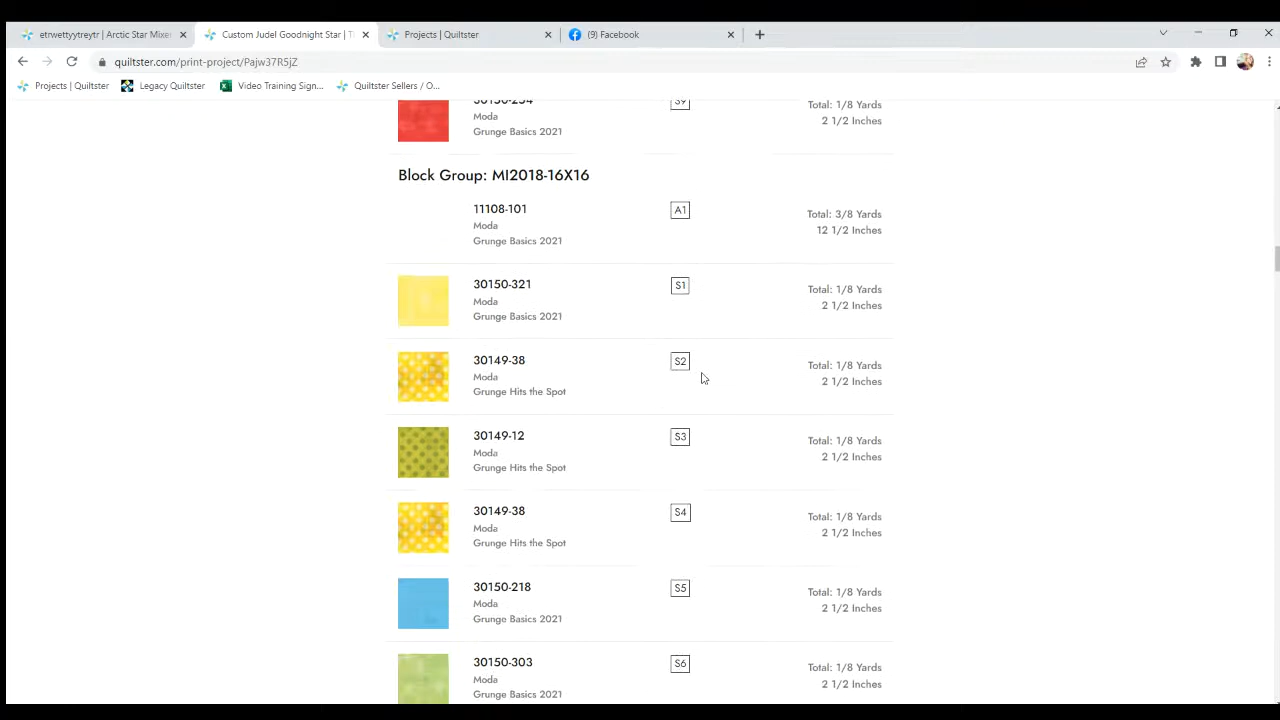 etrwettyytreytr | Arctic Star Mixer
Custom Judel Goodnight Star | T
Projects | Quiltster
(9) Facebook
quiltster.com/print-project/Pajw37R5jZ
Projects | Quiltster
Legacy Quiltster
Video Training Sign...
Quiltster Sellers / O...
30150-254
S9
Total: 1/8 Yards
Moda
2 1/2 Inches
Grunge Basics 2021
Block Group: MI2018-16X16
11108-101
A1
Total: 3/8 Yards
Moda
12 1/2 Inches
Grunge Basics 2021
30150-321
S1
Total: 1/8 Yards
Moda
2 1/2 Inches
Grunge Basics 2021
30149-38
S2
Total: 1/8 Yards
Moda
2 1/2 Inches
Grunge Hits the Spot
30149-12
S3
Total: 1/8 Yards
Moda
2 1/2 Inches
Grunge Hits the Spot
30149-38
S4
Total: 1/8 Yards
Moda
2 1/2 Inches
Grunge Hits the Spot
30150-218
S5
Total: 1/8 Yards
Moda
2 1/2 Inches
Grunge Basics 2021
30150-303
S6
Total: 1/8 Yards
Moda
2 1/2 Inches
Grunge Basics 2021